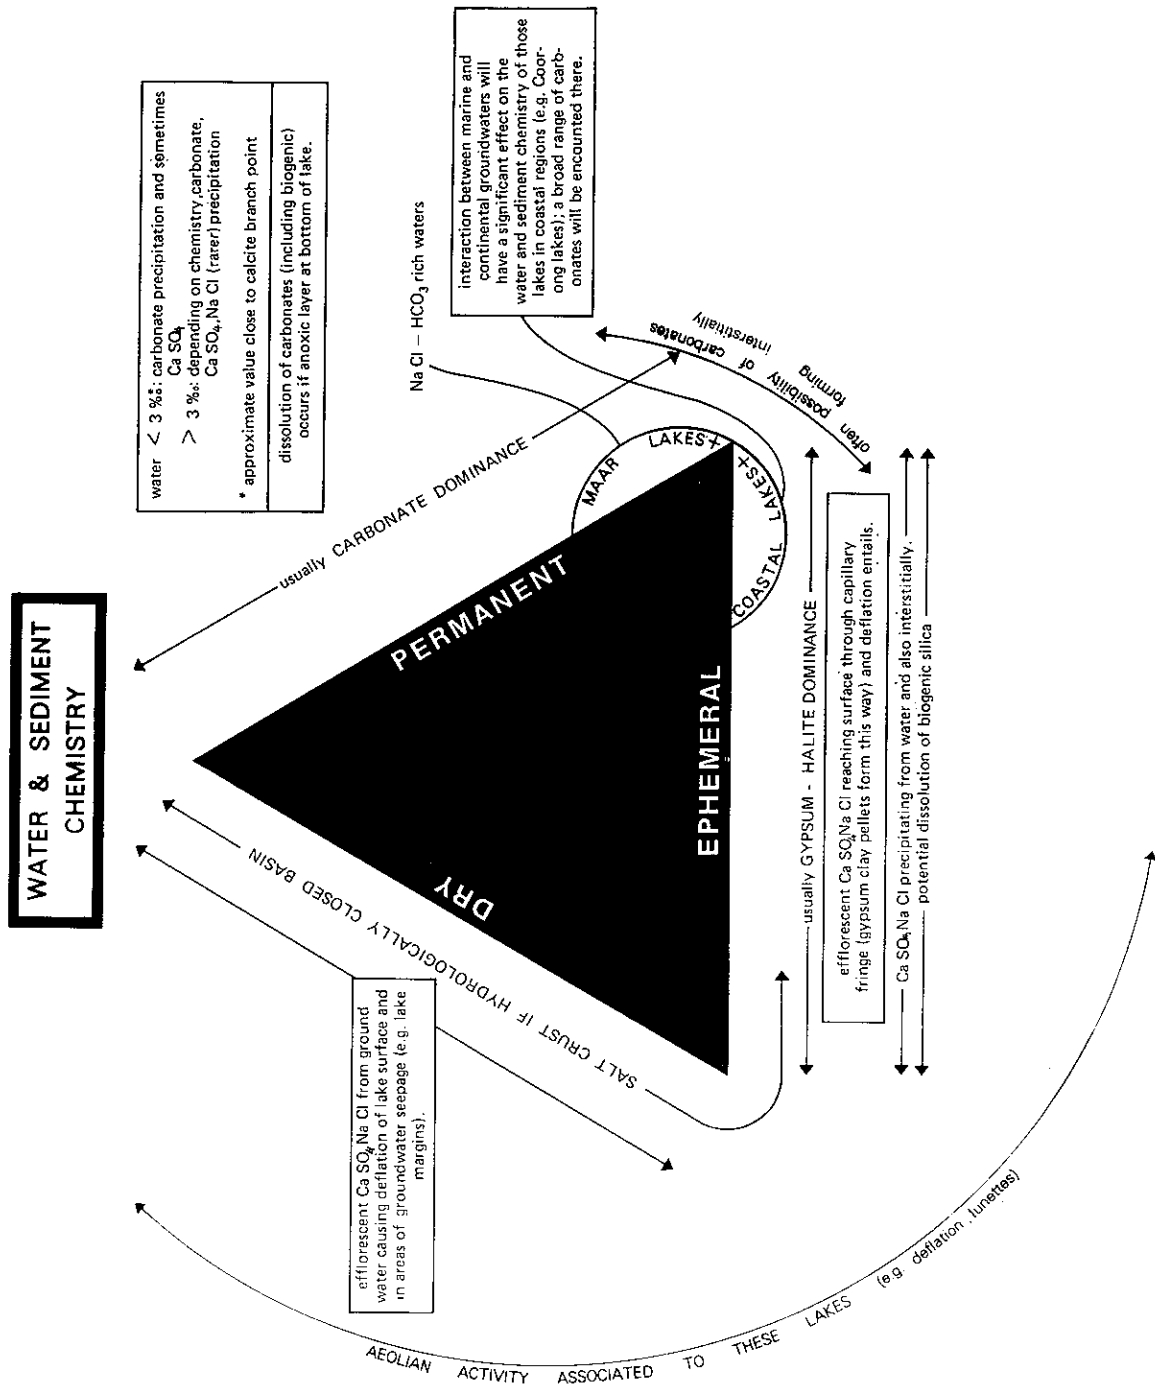 WATER & SEDIMENT
CHEMISTRY
water < 3 ‰*: carbonate precipitation and sometimes
Ca SO₄
> 3 ‰: depending on chemistry, carbonate,
Ca SO₄, Na Cl (rarer) precipitation
* approximate value close to calcite branch point
dissolution of carbonates (including biogenic)
occurs if anoxic layer at bottom of lake.
Na Cl – HCO₃ rich waters
interaction between marine and
continental groundwaters will
have a significant effect on the
water and sediment chemistry of those
lakes in coastal regions (e.g. Coor-
ong lakes); a broad range of carb-
onates will be encountered there.
usually CARBONATE DOMINANCE
PERMANENT
MAAR LAKES+
COASTAL LAKES+
often possibility of carbonates
forming interstitially
DRY
SALT CRUST IF HYDROLOGICALLY CLOSED BASIN
efflorescent Ca SO₄, Na Cl from ground
water causing deflation of lake surface and
in areas of groundwater seepage (e.g. lake
margins).
EPHEMERAL
usually GYPSUM - HALITE DOMINANCE
efflorescent Ca SO₄, Na Cl reaching surface through capillary
fringe (gypsum clay pellets form this way) and deflation entails.
Ca SO₄, Na Cl precipitating from water and also interstitially.
potential dissolution of biogenic silica
AEOLIAN ACTIVITY ASSOCIATED TO THESE LAKES (e.g. deflation, lunettes)